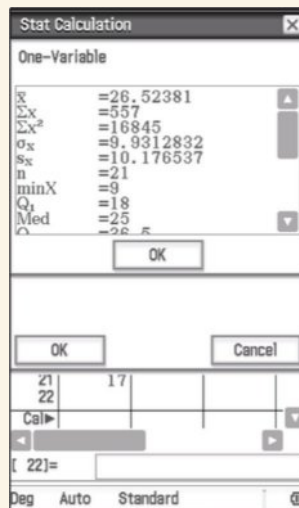 Stat Calculation
One-Variable
x̄ =26.52381
Σx =557
Σx² =16845
σx =9.9312832
sx =10.176537
n =21
minX =9
Q₁ =18
Med =25
OK
OK Cancel
21 17
22
Cal▶
[ 22]=
Deg Auto Standard